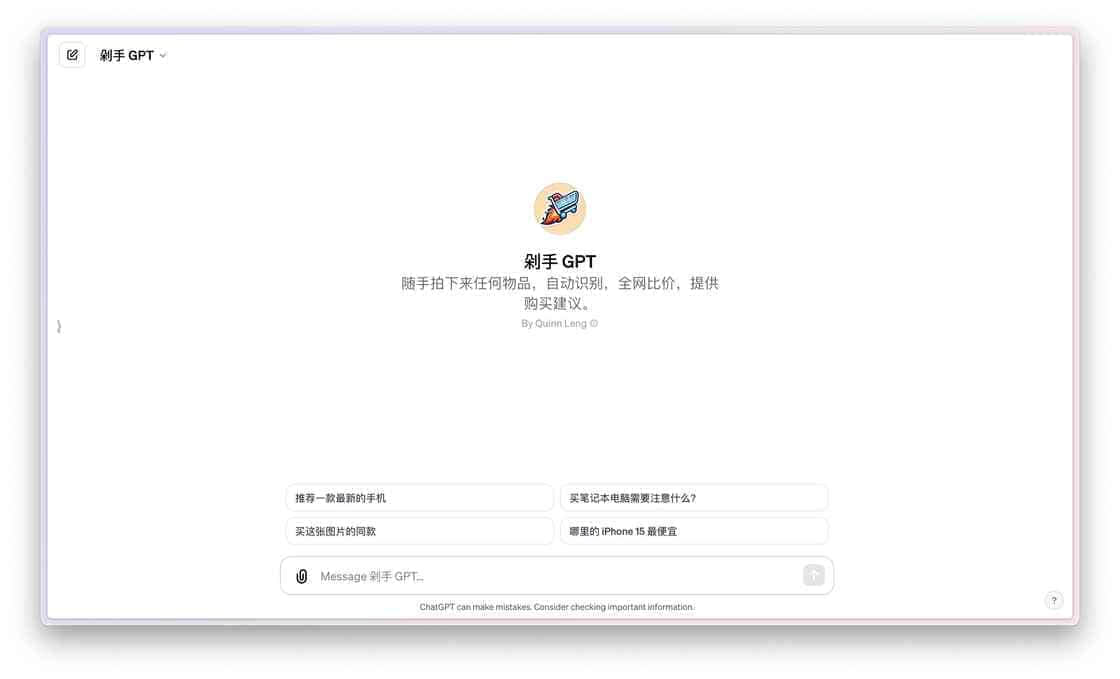 剁手 GPT
剁手 GPT
随手拍下来任何物品，自动识别，全网比价，提供
购买建议。
By Quinn Leng
推荐一款最新的手机
买笔记本电脑需要注意什么？
买这张图片的同款
哪里的 iPhone 15 最便宜
Message 剁手 GPT…
ChatGPT can make mistakes. Consider checking important information.
?